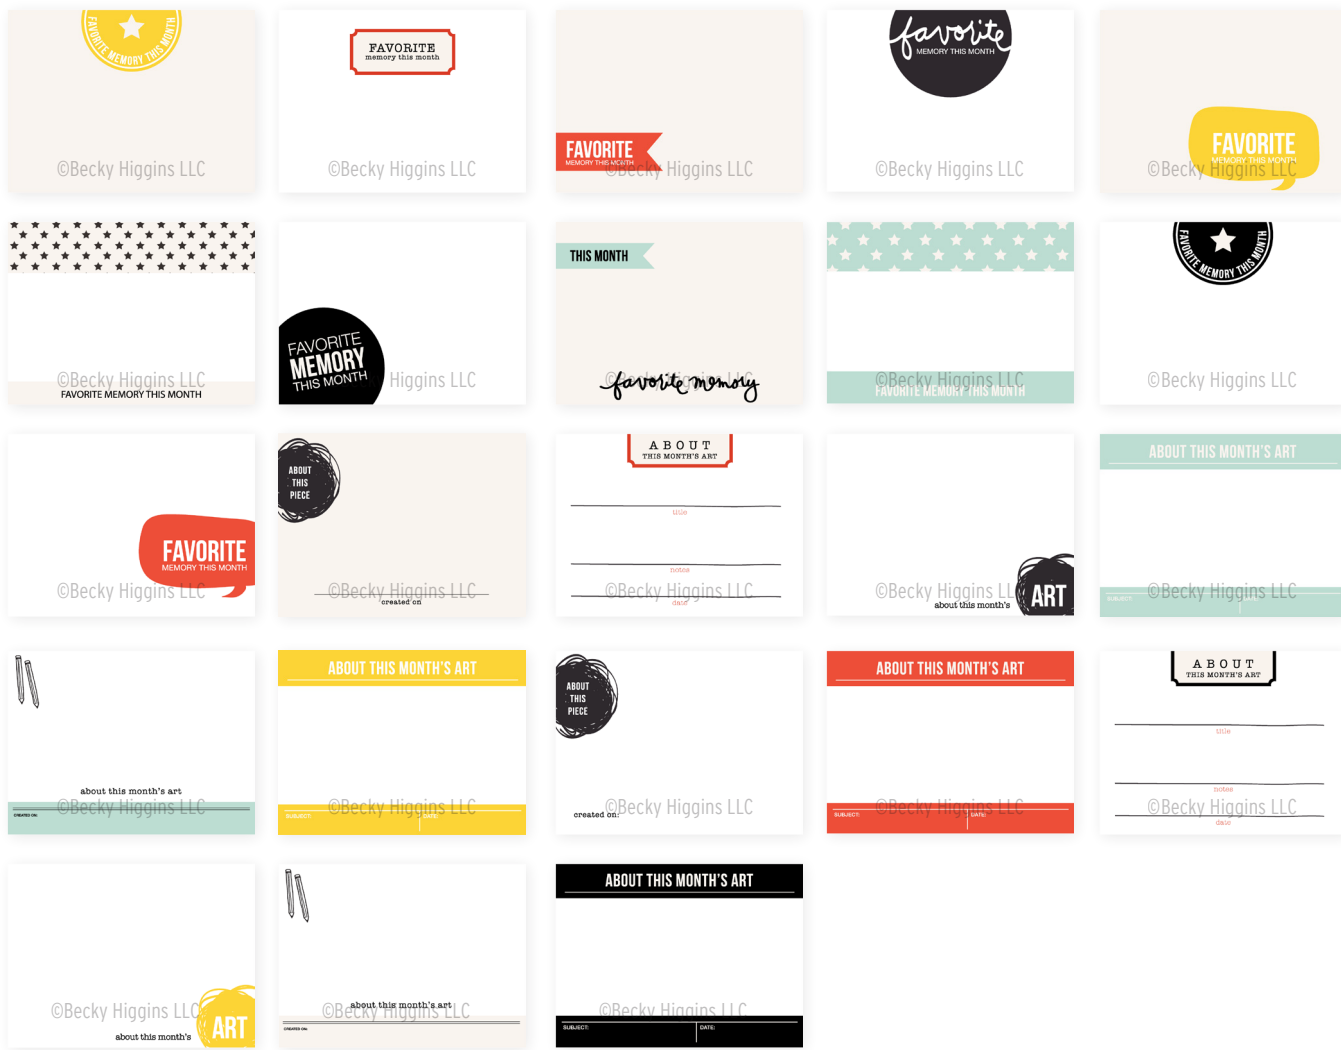 FAVORITE MEMORY THIS MONTH
©Becky Higgins LLC
FAVORITE
memory this month
©Becky Higgins LLC
FAVORITE
MEMORY THIS MONTH
©Becky Higgins LLC
favorite
MEMORY THIS MONTH
©Becky Higgins LLC
FAVORITE
MEMORY THIS MONTH
©Becky Higgins LLC
©Becky Higgins LLC
FAVORITE MEMORY THIS MONTH
FAVORITE
MEMORY
THIS MONTH
Higgins LLC
THIS MONTH
©Becky Higgins LLC
favorite memory
©Becky Higgins LLC
FAVORITE MEMORY THIS MONTH
FAVORITE MEMORY THIS MONTH
©Becky Higgins LLC
FAVORITE
MEMORY THIS MONTH
©Becky Higgins LLC
ABOUT
THIS
PIECE
©Becky Higgins LLC
created on
ABOUT
THIS MONTH'S ART
title
notes
©Becky Higgins LLC
date
©Becky Higgins LL
about this month's
ART
ABOUT THIS MONTH'S ART
©Becky Higgins LLC
SUBJECT:
DATE:
about this month's art
©Becky Higgins LLC
CREATED ON:
ABOUT THIS MONTH'S ART
©Becky Higgins LLC
SUBJECT:
DATE:
ABOUT
THIS
PIECE
©Becky Higgins LLC
created on:
ABOUT THIS MONTH'S ART
©Becky Higgins LLC
SUBJECT:
DATE:
ABOUT
THIS MONTH'S ART
title
notes
©Becky Higgins LLC
date
©Becky Higgins LLC
about this month's
ART
about this month's art
©Becky Higgins LLC
CREATED ON:
ABOUT THIS MONTH'S ART
©Becky Higgins LLC
SUBJECT:
DATE: